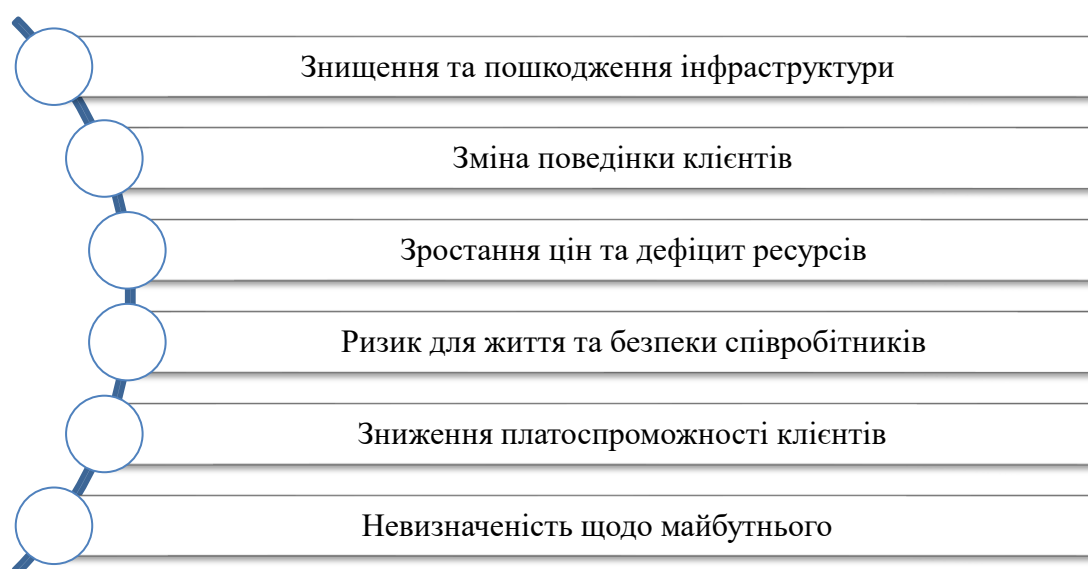 Знищення та пошкодження інфраструктури
Зміна поведінки клієнтів
Зростання цін та дефіцит ресурсів
Ризик для життя та безпеки співробітників
Зниження платоспроможності клієнтів
Невизначеність щодо майбутнього